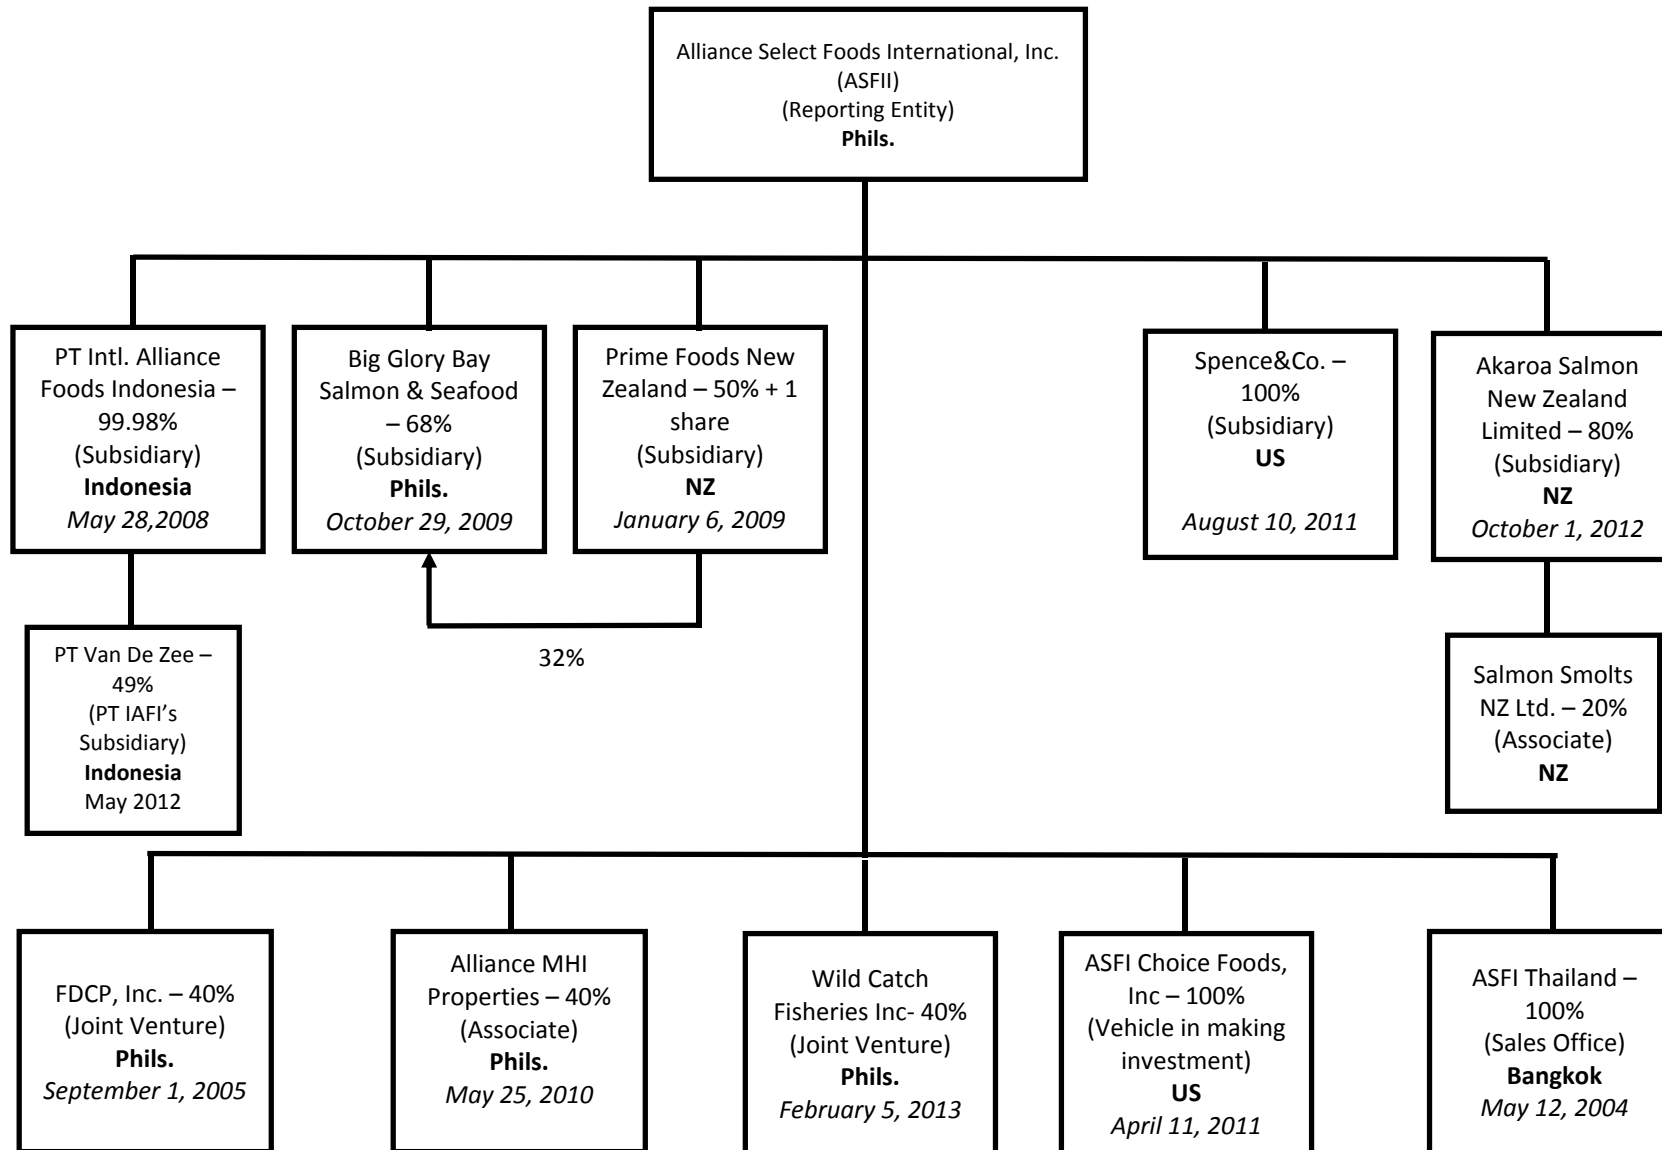 Alliance Select Foods International, Inc.
(ASFII)
(Reporting Entity)
Phils.
PT Intl. Alliance
Foods Indonesia –
99.98%
(Subsidiary)
Indonesia
May 28,2008
Big Glory Bay
Salmon & Seafood
– 68%
(Subsidiary)
Phils.
October 29, 2009
Prime Foods New
Zealand – 50% + 1
share
(Subsidiary)
NZ
January 6, 2009
Spence&Co. –
100%
(Subsidiary)
US
August 10, 2011
Akaroa Salmon
New Zealand
Limited – 80%
(Subsidiary)
NZ
October 1, 2012
PT Van De Zee –
49%
(PT IAFI’s
Subsidiary)
Indonesia
May 2012
32%
Salmon Smolts
NZ Ltd. – 20%
(Associate)
NZ
FDCP, Inc. – 40%
(Joint Venture)
Phils.
September 1, 2005
Alliance MHI
Properties – 40%
(Associate)
Phils.
May 25, 2010
Wild Catch
Fisheries Inc- 40%
(Joint Venture)
Phils.
February 5, 2013
ASFI Choice Foods,
Inc – 100%
(Vehicle in making
investment)
US
April 11, 2011
ASFI Thailand –
100%
(Sales Office)
Bangkok
May 12, 2004